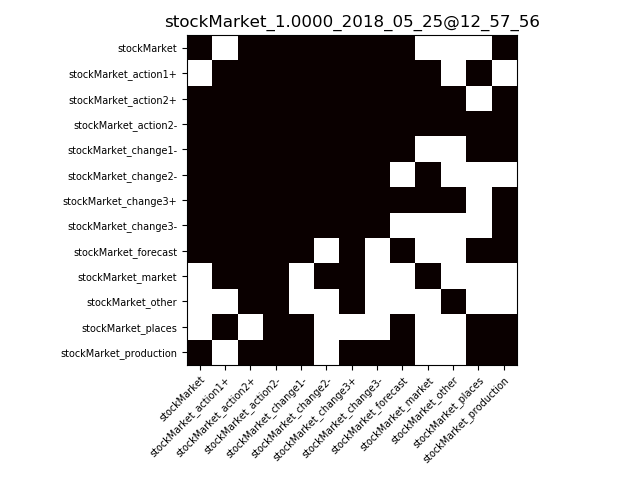 stockMarket_1.0000_2018_05_25@12_57_56
stockMarket
stockMarket_action1+
stockMarket_action2+
stockMarket_action2-
stockMarket_change1-
stockMarket_change2-
stockMarket_change3+
stockMarket_change3-
stockMarket_forecast
stockMarket_market
stockMarket_other
stockMarket_places
stockMarket_production
stockMarket
stockMarket_action1+
stockMarket_action2+
stockMarket_action2-
stockMarket_change1-
stockMarket_change2-
stockMarket_change3+
stockMarket_change3-
stockMarket_forecast
stockMarket_market
stockMarket_other
stockMarket_places
stockMarket_production